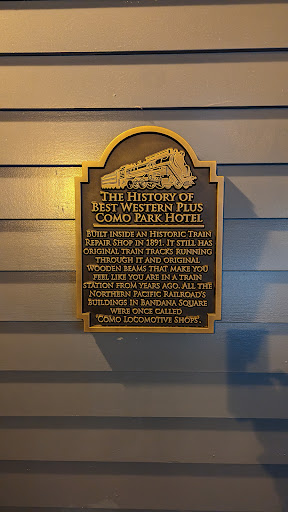 The History of
Best Western Plus
Como Park Hotel
Built inside an Historic Train
Repair Shop in 1891. It still has
original train tracks running
through it and original
wooden beams that make you
feel like you are in a train
station from years ago. All the
Northern Pacific Railroad's
buildings in Bandana Square
were once called
"Como Locomotive Shops".